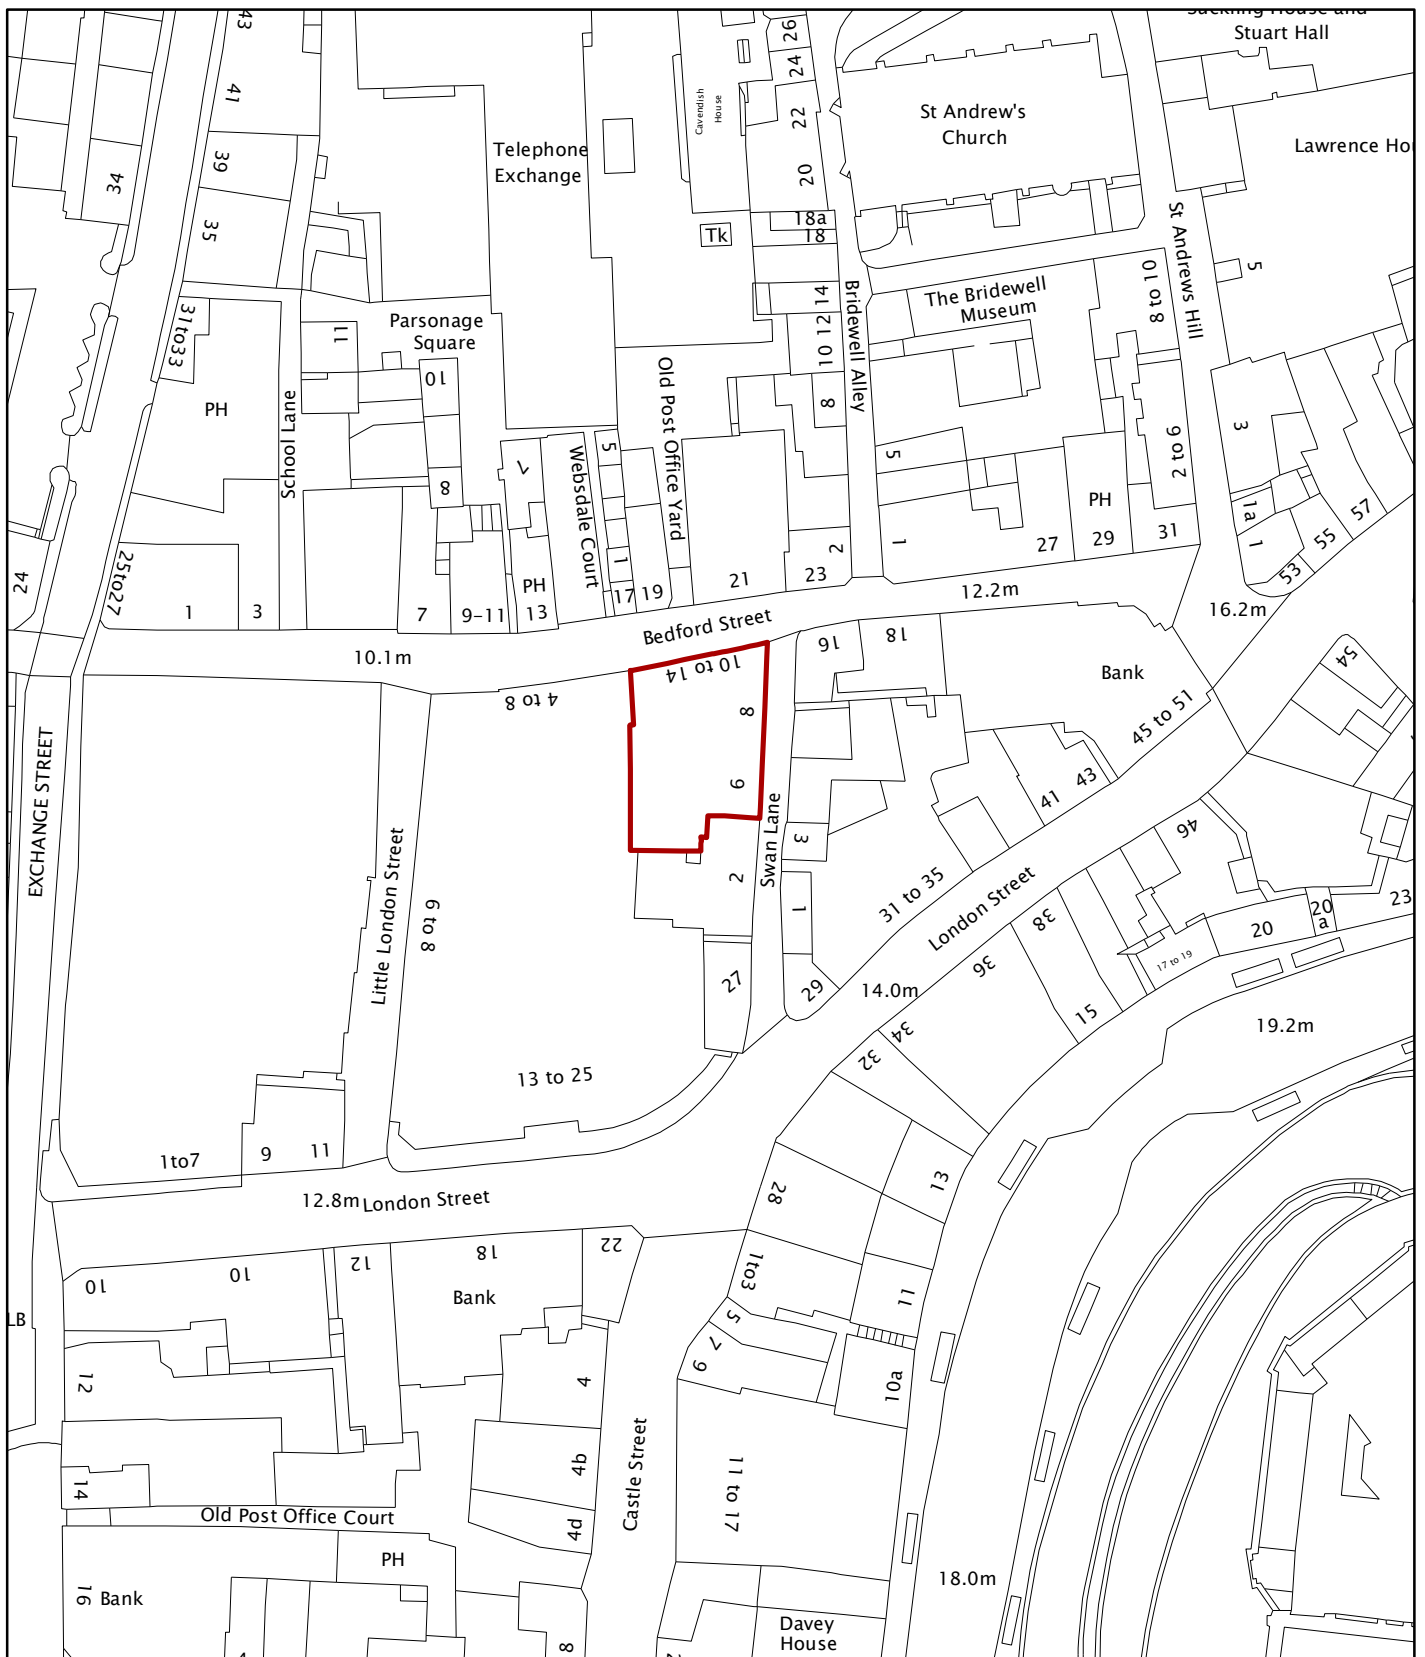 Suckling House and
Stuart Hall
43
41
39
35
34
26
24
22
20
18a
18
14
10 12
8
Cavendish
House
Telephone
Exchange
Tk
St Andrew's
Church
Lawrence Ho
St Andrews Hill
5
8 to 10
2 to 6
The Bridewell
Museum
Bridewell Alley
31to33
PH
School Lane
11
Parsonage
Square
10
8
7
Websdale Court
5
1
Old Post Office Yard
5
3
1a
1
53
55
57
24
25to27
1
3
7
9-11
PH
13
17
19
21
23
2
1
27
PH
29
31
12.2m
16.2m
Bedford Street
10.1m
4 to 8
10 to 14
8
6
16
18
Bank
45 to 51
54
EXCHANGE STREET
Little London Street
6 to 8
Swan Lane
3
2
1
27
29
41
43
31 to 35
London Street
14.0m
46
38
36
34
32
15
17 to 19
20
20
a
23
19.2m
13 to 25
1to7
9
11
12.8m
London Street
28
13
11
1to3
5
7
9
10a
10
10
12
18
22
Bank
LB
12
4
4b
4d
14
Castle Street
11 to 17
Old Post Office Court
PH
16
Bank
8
18.0m
Davey
House